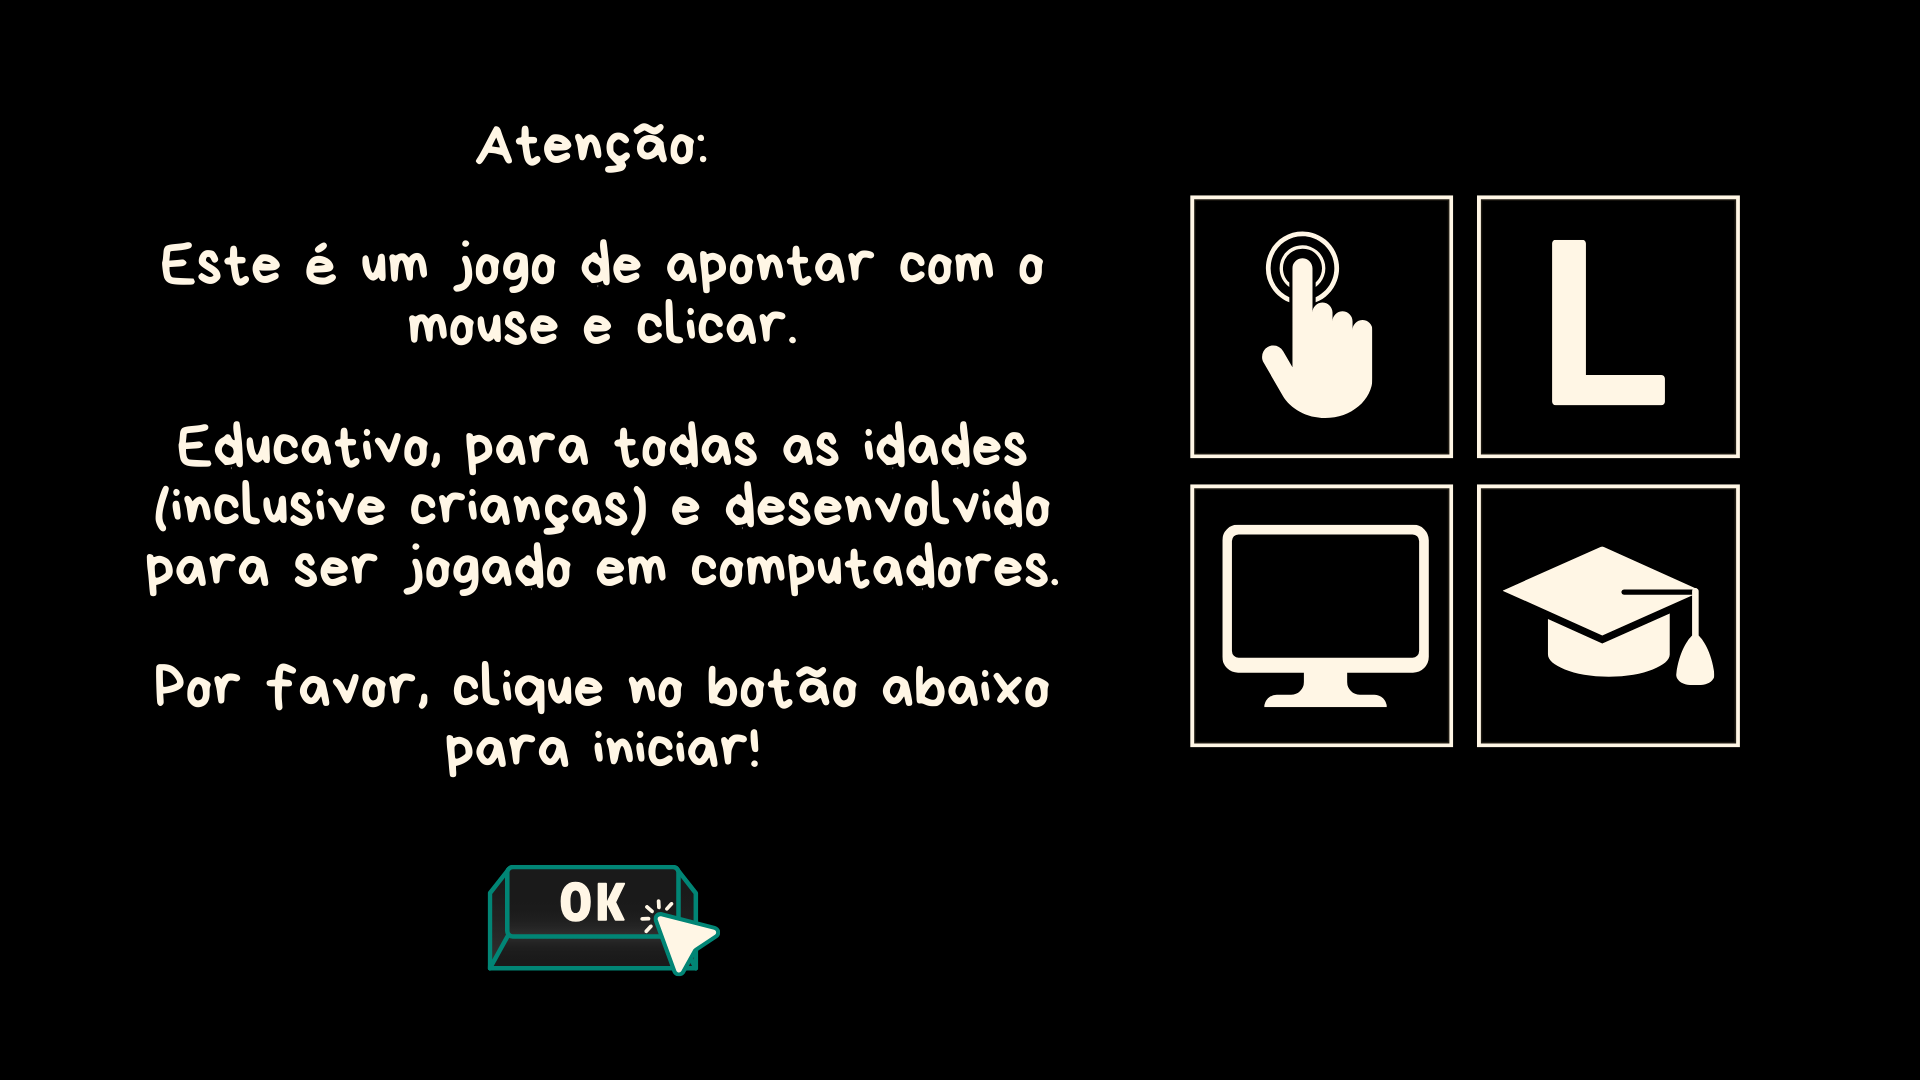 Atenção:
Este é um jogo de apontar com o
mouse e clicar.
Educativo, para todas as idades
(inclusive crianças) e desenvolvido
para ser jogado em computadores.
Por favor, clique no botão abaixo
para iniciar!
OK
L